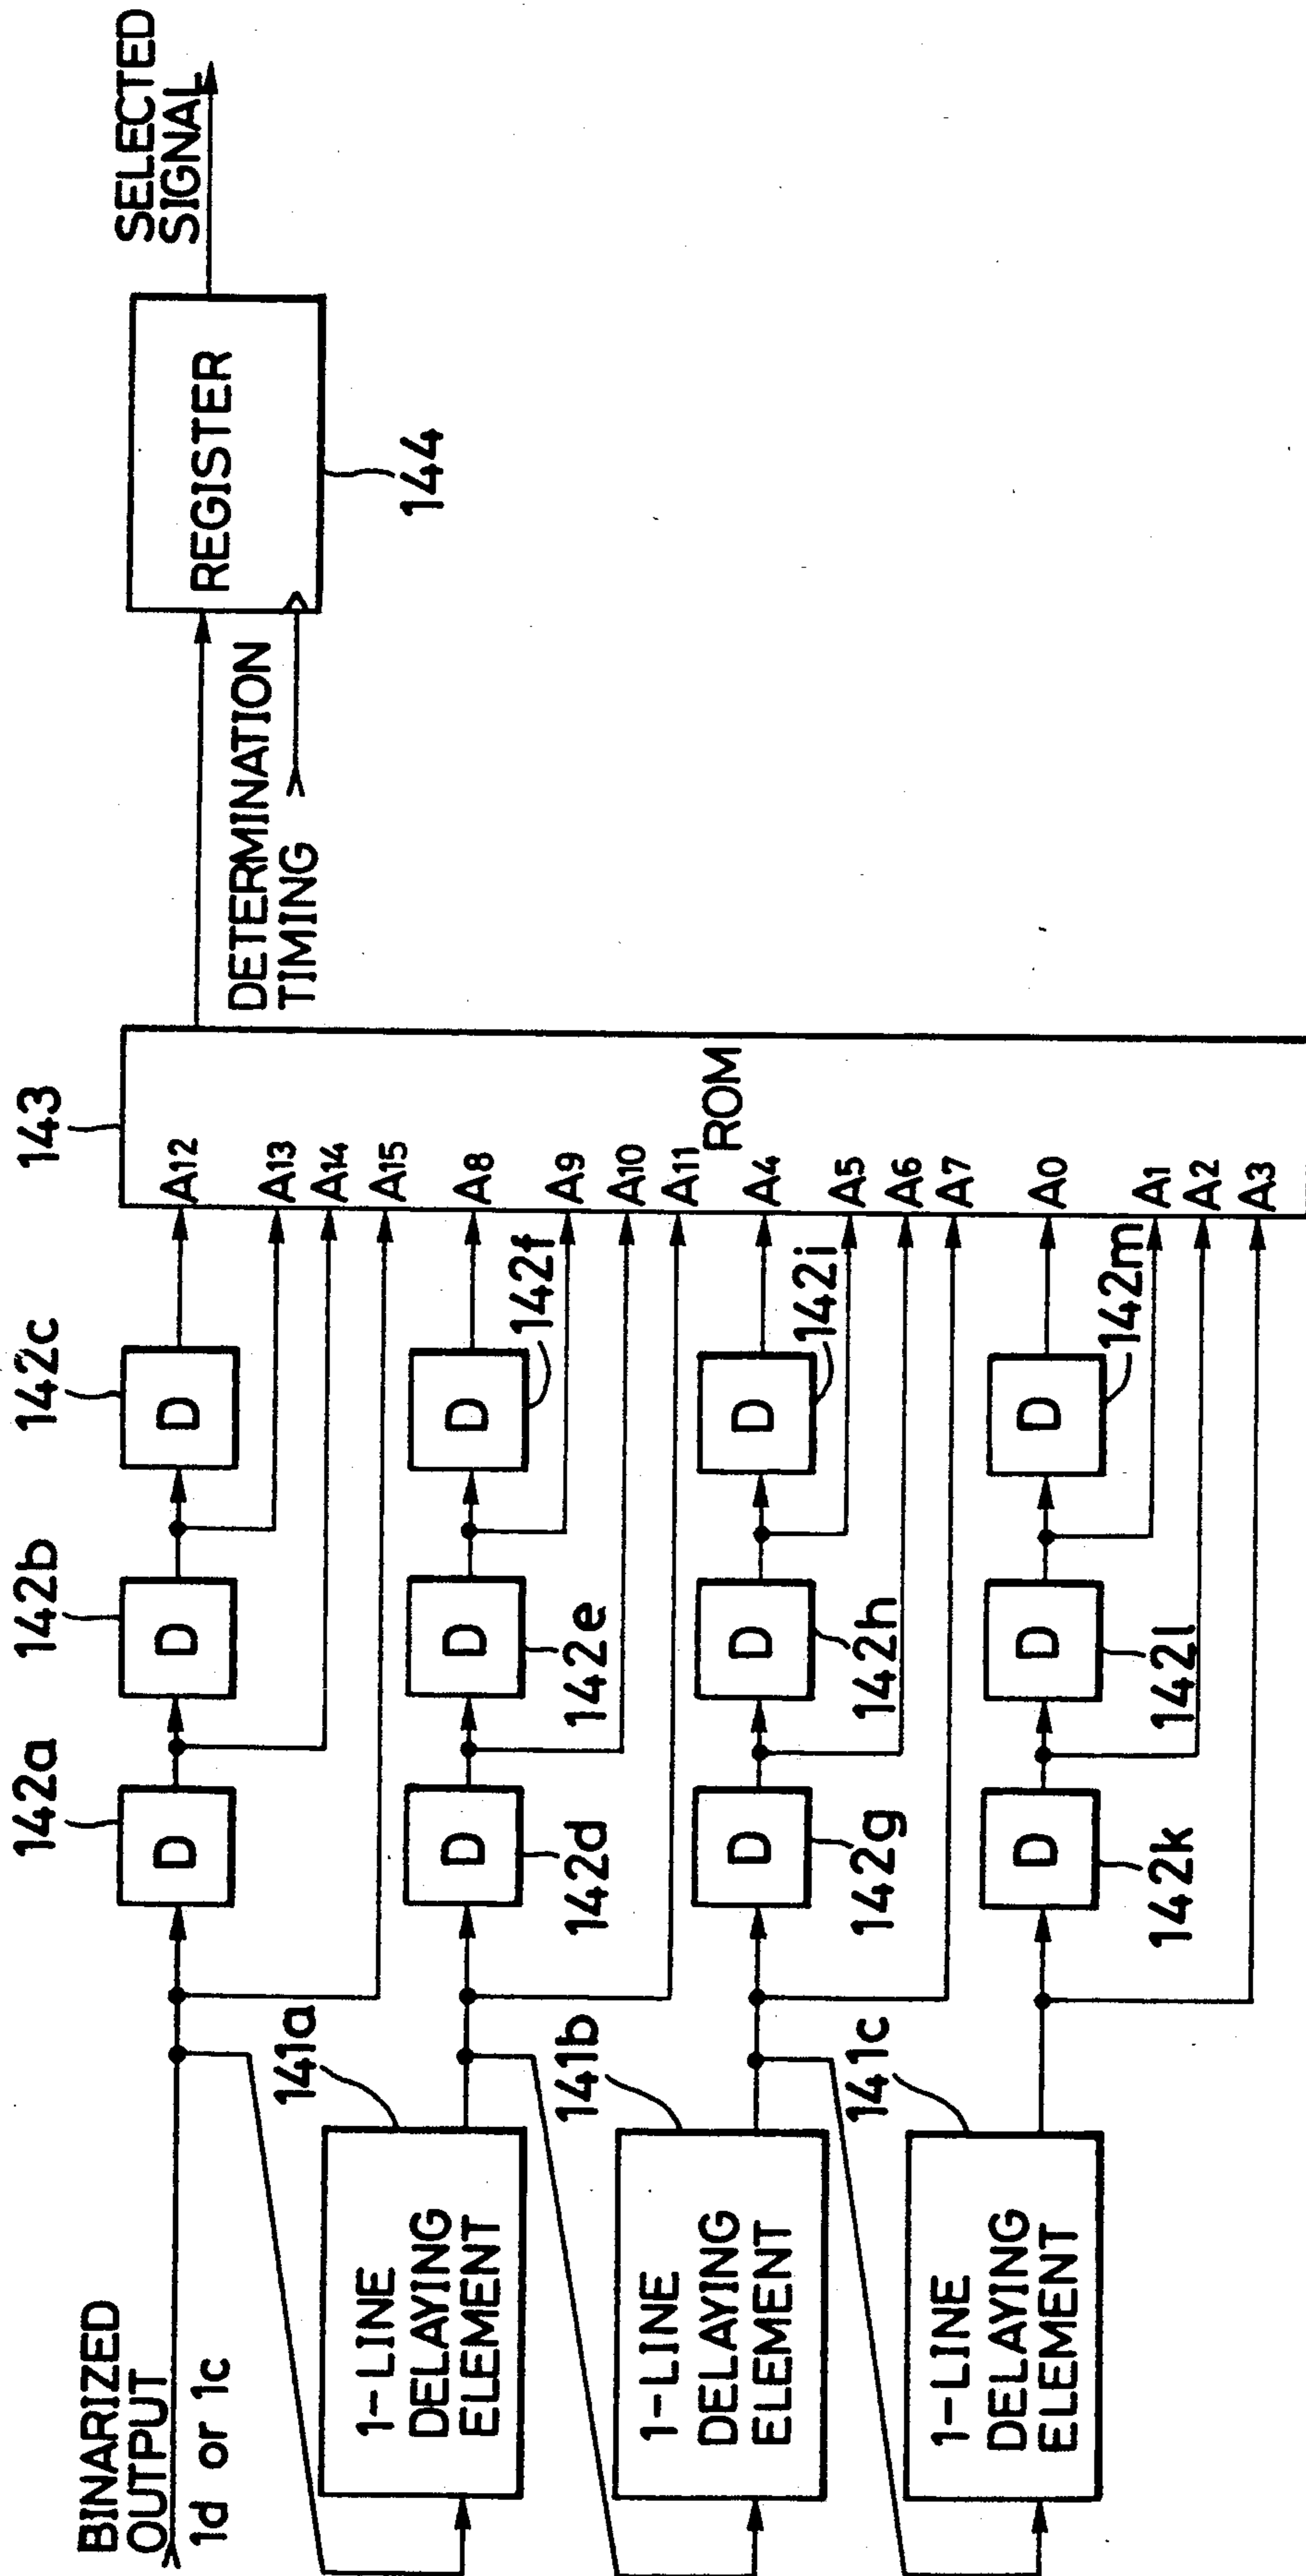 BINARIZED
OUTPUT
1d or 1c
142a
142b
142c
143
D
D
D
A12
A13
A14
A15
SELECTED
SIGNAL
REGISTER
144
DETERMINATION
TIMING
141a
1-LINE
DELAYING
ELEMENT
D
D
D
142d
142e
142f
A8
A9
A10
A11
ROM
141b
1-LINE
DELAYING
ELEMENT
D
D
D
142g
142h
142i
A4
A5
A6
A7
141c
1-LINE
DELAYING
ELEMENT
D
D
D
142k
142l
142m
A0
A1
A2
A3